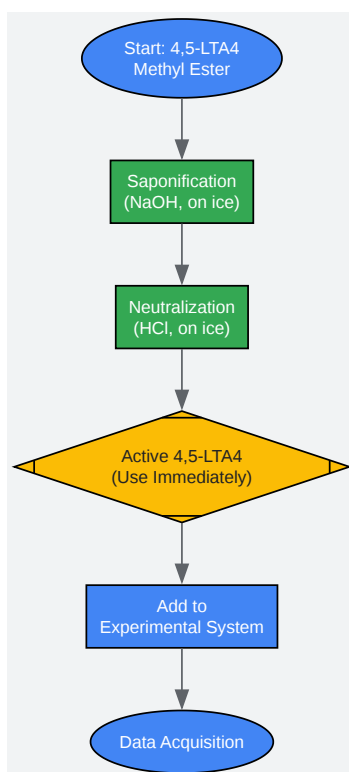 Start: 4,5-LTA4
Methyl Ester
Saponification
(NaOH, on ice)
Neutralization
(HCl, on ice)
Active 4,5-LTA4
(Use Immediately)
Add to
Experimental System
Data Acquisition